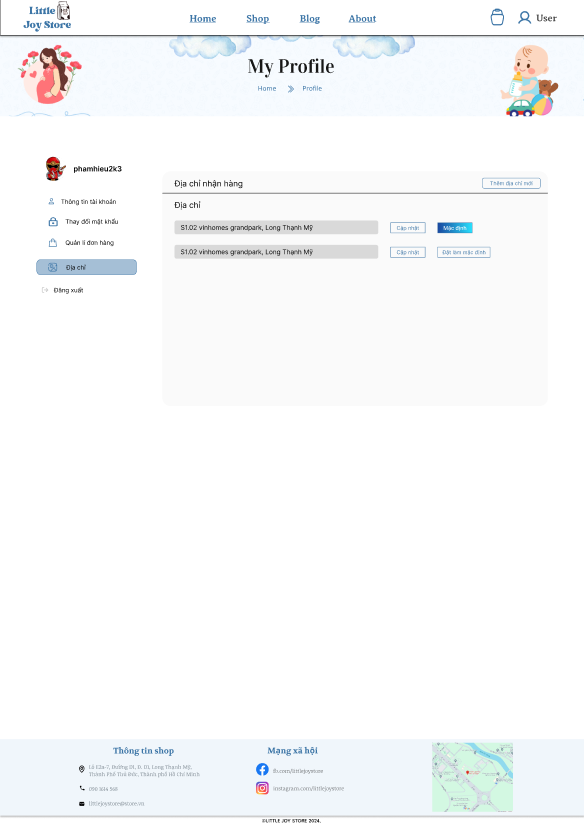 Little
Joy Store
Home
Shop
Blog
About
User
My Profile
Home
Profile
phamhieu2k3
Thông tin tài khoản
Thay đổi mật khẩu
Quản lí đơn hàng
Địa chỉ
Đăng xuất
Địa chỉ nhận hàng
Thêm địa chỉ mới
Địa chỉ
S1.02 vinhomes grandpark, Long Thạnh Mỹ
Cập nhật
Mặc định
S1.02 vinhomes grandpark, Long Thạnh Mỹ
Cập nhật
Đặt làm mặc định
Thông tin shop
Lô E2a-7, Đường D1, Đ. D1, Long Thạnh Mỹ,
Thành Phố Thủ Đức, Thành phố Hồ Chí Minh
littlejoystore@store.vn
Mạng xã hội
fb.com/littlejoystore
instagram.com/littlejoystore
©LITTLE JOY STORE 2024.